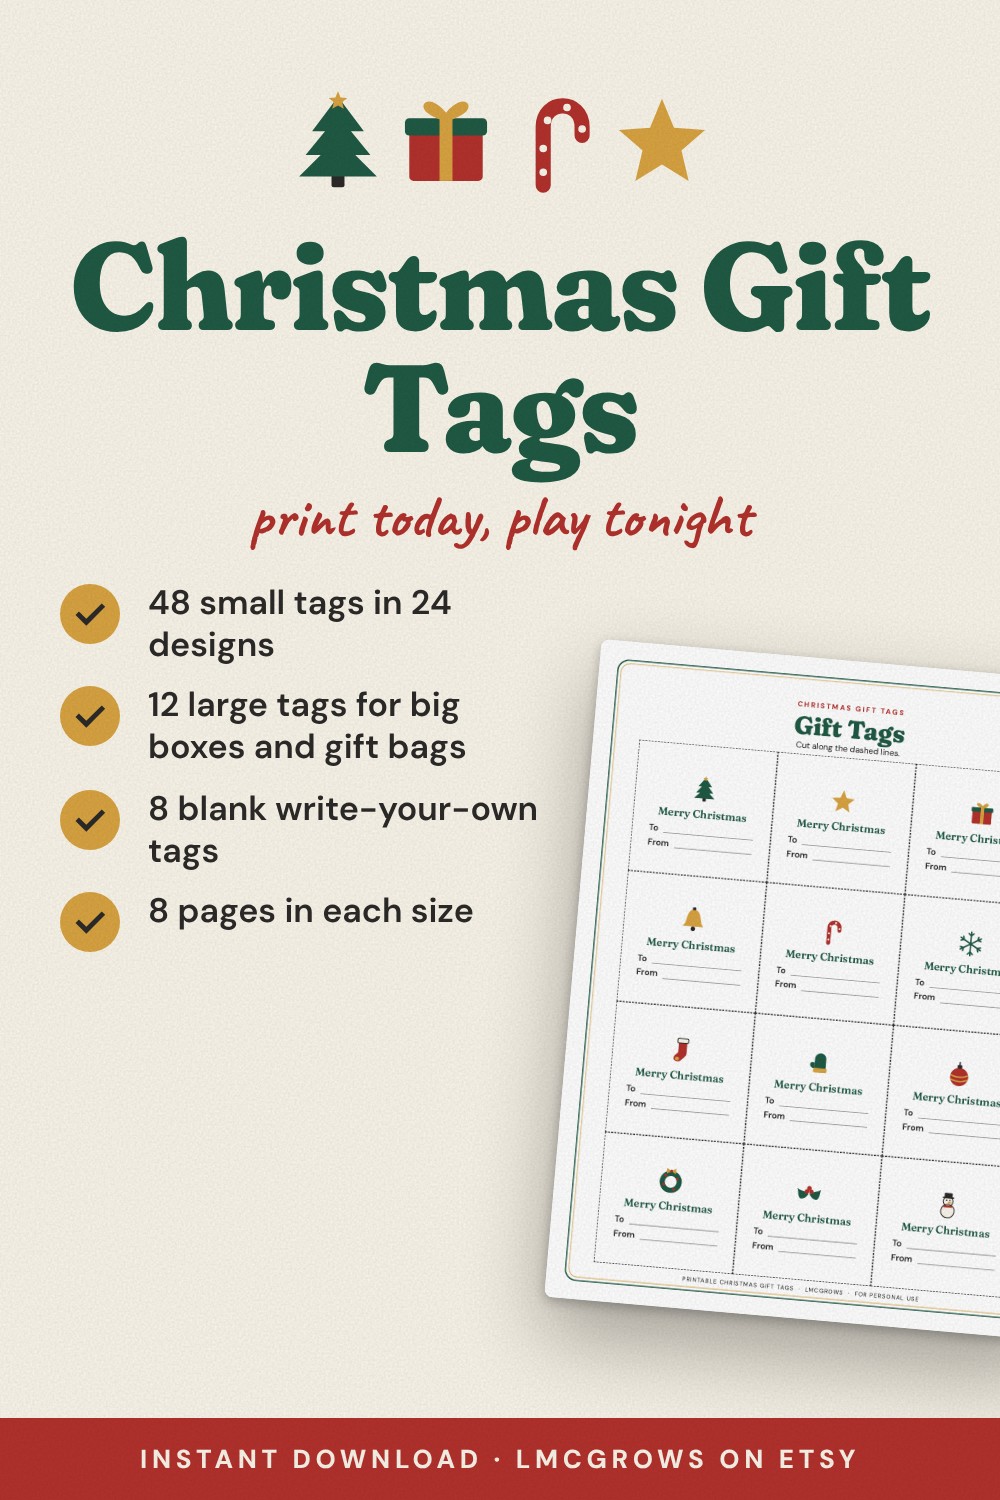 Christmas Gift
Tags
print today, play tonight
48 small tags in 24
designs
12 large tags for big
boxes and gift bags
8 blank write-your-own
tags
8 pages in each size
CHRISTMAS GIFT TAGS
Gift Tags
Cut along the dashed lines.
Merry Christmas
To
From
Merry Christmas
To
From
Merry
To
From
Merry Christmas
To
From
Merry Christmas
To
From
Merry
To
From
Merry Christmas
To
From
Merry Christmas
To
From
Merry Christmas
To
From
Merry Christmas
To
From
Merry Christmas
To
From
Merry Christmas
To
From
PRINTABLE CHRISTMAS GIFT TAGS · LMCGROWS · FOR PERSONAL USE
INSTANT DOWNLOAD · LMCGROWS ON ETSY